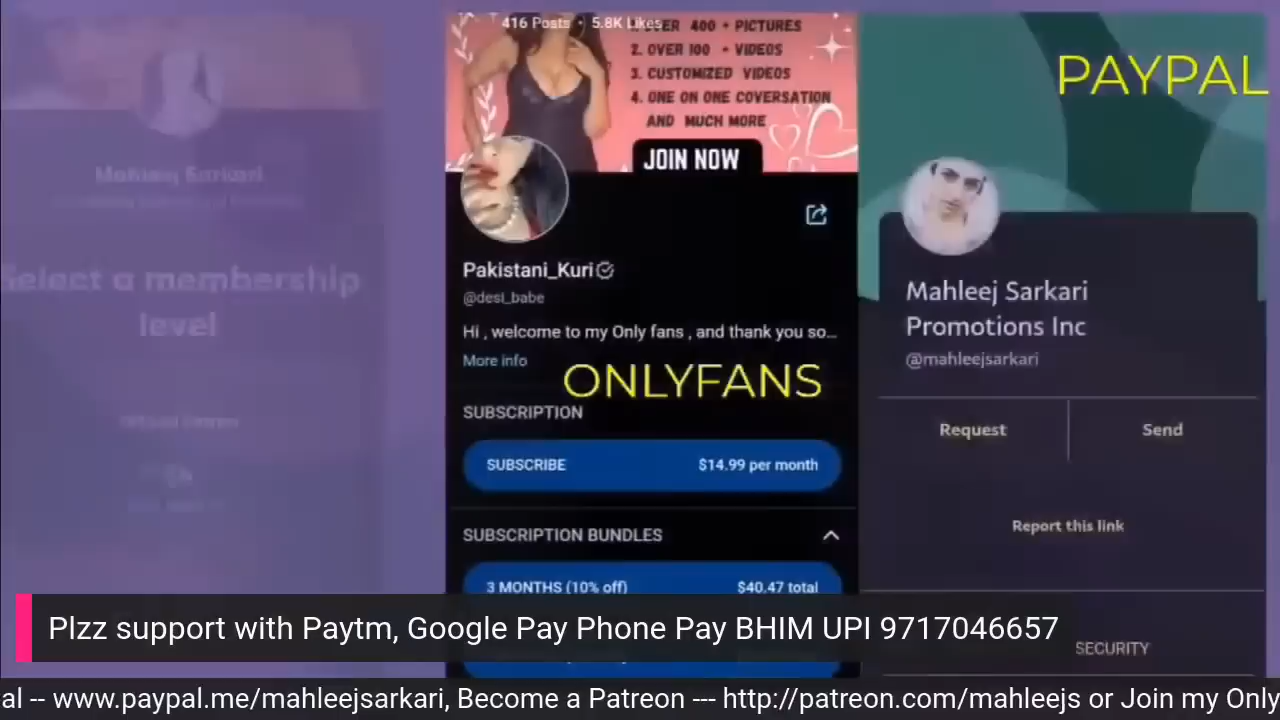 Mahleej Sarkari
Select a membership
level
416 Posts • 5.8K Likes
1. OVER 400 + PICTURES
2. OVER 100 + VIDEOS
3. CUSTOMIZED VIDEOS
4. ONE ON ONE COVERSATION
AND MUCH MORE
JOIN NOW
Pakistani_Kuri
@desi_babe
Hi , welcome to my Only fans , and thank you so...
More info
ONLYFANS
SUBSCRIPTION
SUBSCRIBE $14.99 per month
SUBSCRIPTION BUNDLES
3 MONTHS (10% off) $40.47 total
PAYPAL
Mahleej Sarkari
Promotions Inc
@mahleejsarkari
Request Send
Report this link
SECURITY
Plzz support with Paytm, Google Pay Phone Pay BHIM UPI 9717046657
al -- www.paypal.me/mahleejsarkari, Become a Patreon --- http://patreon.com/mahleejs or Join my Only